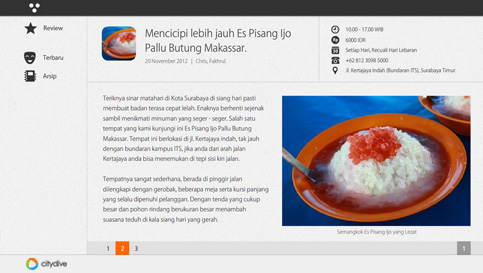 Review
Terbaru
Arsip
Mencicipi lebih jauh Es Pisang Ijo
Pallu Butung Makassar.
20 November 2012 | Chris, Fakhrul.
10.00 - 17.00 WIB
6000 IDR
Setiap Hari, Kecuali Hari Lebaran
+62 812 3098 5000
Jl. Kertajaya Indah (Bundaran ITS), Surabaya Timur.
Teriknya sinar matahari di Kota Surabaya di siang hari pasti
membuat badan terasa cepat lelah. Enaknya berhenti sejenak
sambil menikmati minuman yang seger - seger. Salah satu
tempat yang kami kunjungi ini Es Pisang Ijo Pallu Butung
Makassar. Tempat ini berlokasi di jl. Kertajaya indah, tak jauh
dengan bundaran kampus ITS, jika anda dari arah jalan
Kertajaya anda bisa menemukan di tepi sisi kiri jalan.
Tempatnya sangat sederhana, berada di pinggir jalan
dilengkapi dengan gerobak, beberapa meja serta kursi panjang
yang selalu dipenuhi pelanggan. Dengan tenda yang cukup
besar dan pohon rindang berukuran besar menambah
suasana teduh di kala siang hari yang gerah.
Semangkok Es Pisang Ijo yang Lezat
1 2 3
1
citydive